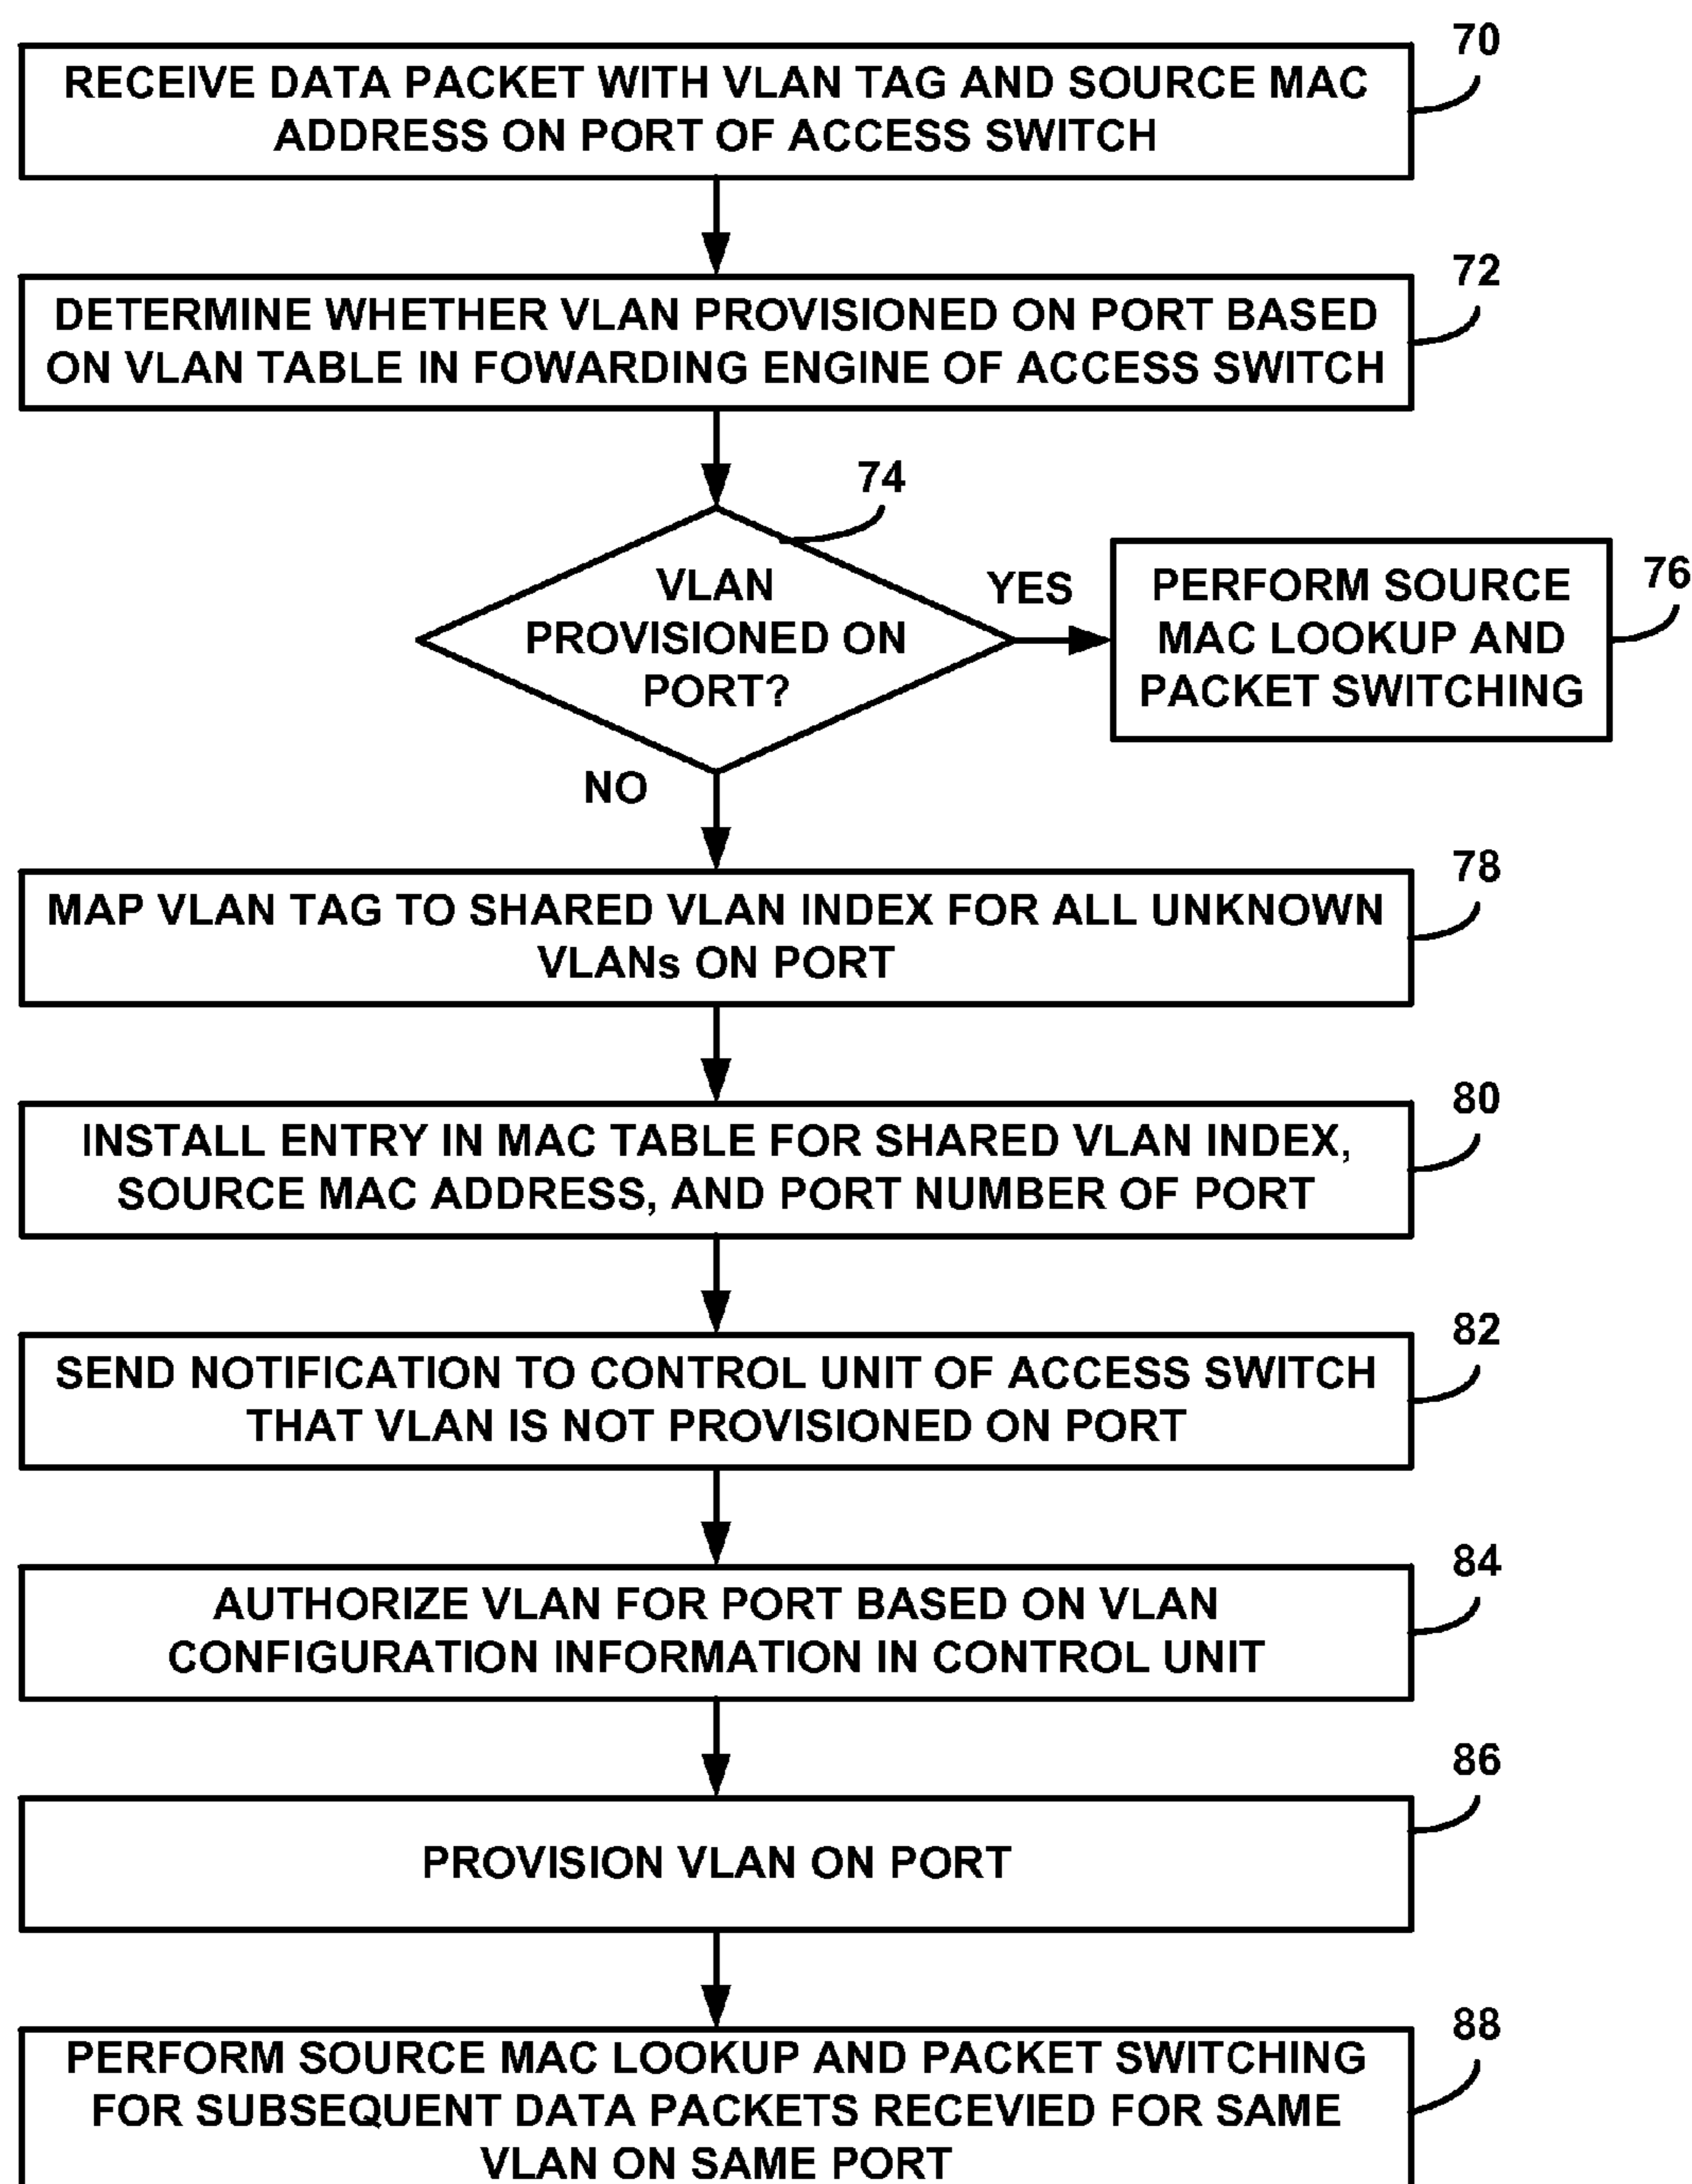 70
RECEIVE DATA PACKET WITH VLAN TAG AND SOURCE MAC
ADDRESS ON PORT OF ACCESS SWITCH
72
DETERMINE WHETHER VLAN PROVISIONED ON PORT BASED
ON VLAN TABLE IN FOWARDING ENGINE OF ACCESS SWITCH
74
VLAN
PROVISIONED ON
PORT?
YES
76
PERFORM SOURCE
MAC LOOKUP AND
PACKET SWITCHING
NO
78
MAP VLAN TAG TO SHARED VLAN INDEX FOR ALL UNKNOWN
VLANs ON PORT
80
INSTALL ENTRY IN MAC TABLE FOR SHARED VLAN INDEX,
SOURCE MAC ADDRESS, AND PORT NUMBER OF PORT
82
SEND NOTIFICATION TO CONTROL UNIT OF ACCESS SWITCH
THAT VLAN IS NOT PROVISIONED ON PORT
84
AUTHORIZE VLAN FOR PORT BASED ON VLAN
CONFIGURATION INFORMATION IN CONTROL UNIT
86
PROVISION VLAN ON PORT
88
PERFORM SOURCE MAC LOOKUP AND PACKET SWITCHING
FOR SUBSEQUENT DATA PACKETS RECEVIED FOR SAME
VLAN ON SAME PORT